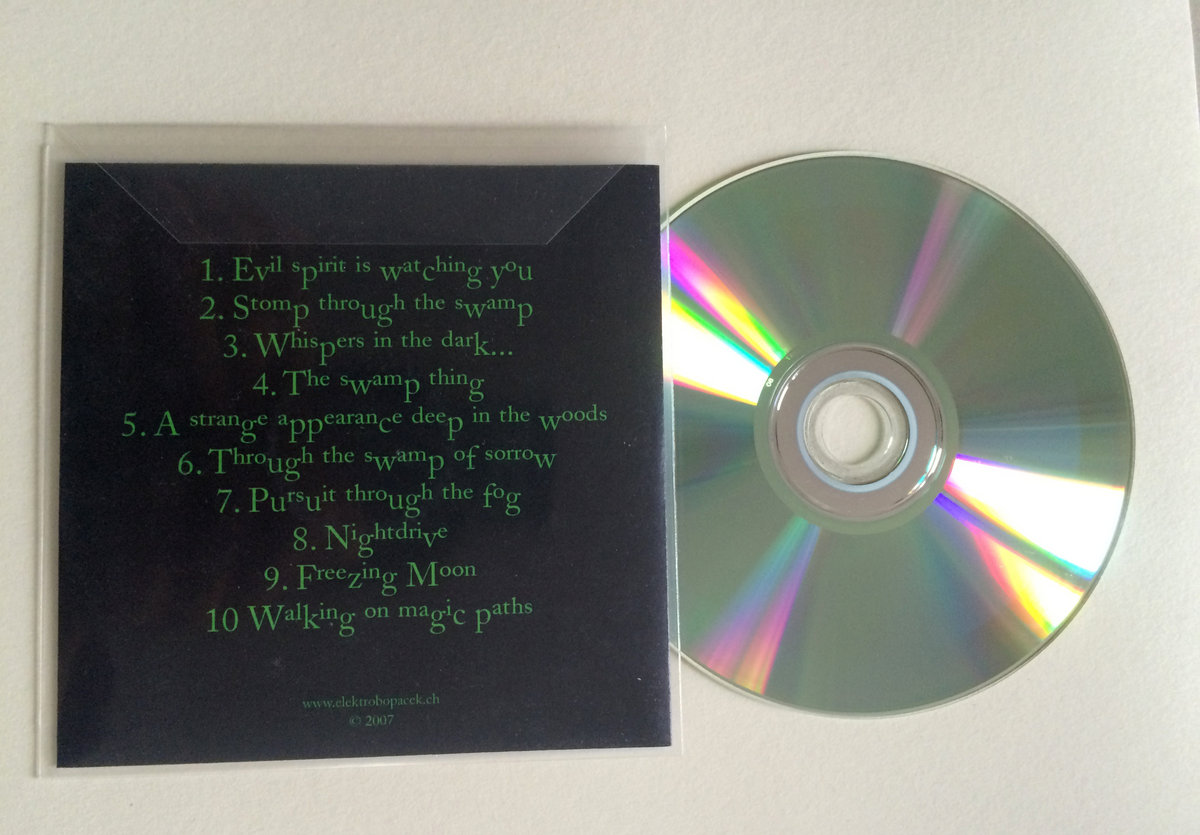 1. Evil spirit is watching you
2. Stomp through the swamp
3. Whispers in the dark...
4. The swamp thing
5. A strange appearance deep in the woods
6. Through the swamp of sorrow
7. Pursuit through the fog
8. Nightdrive
9. Freezing Moon
10 Walking on magic paths
www.elektrobopacek.ch
© 2007